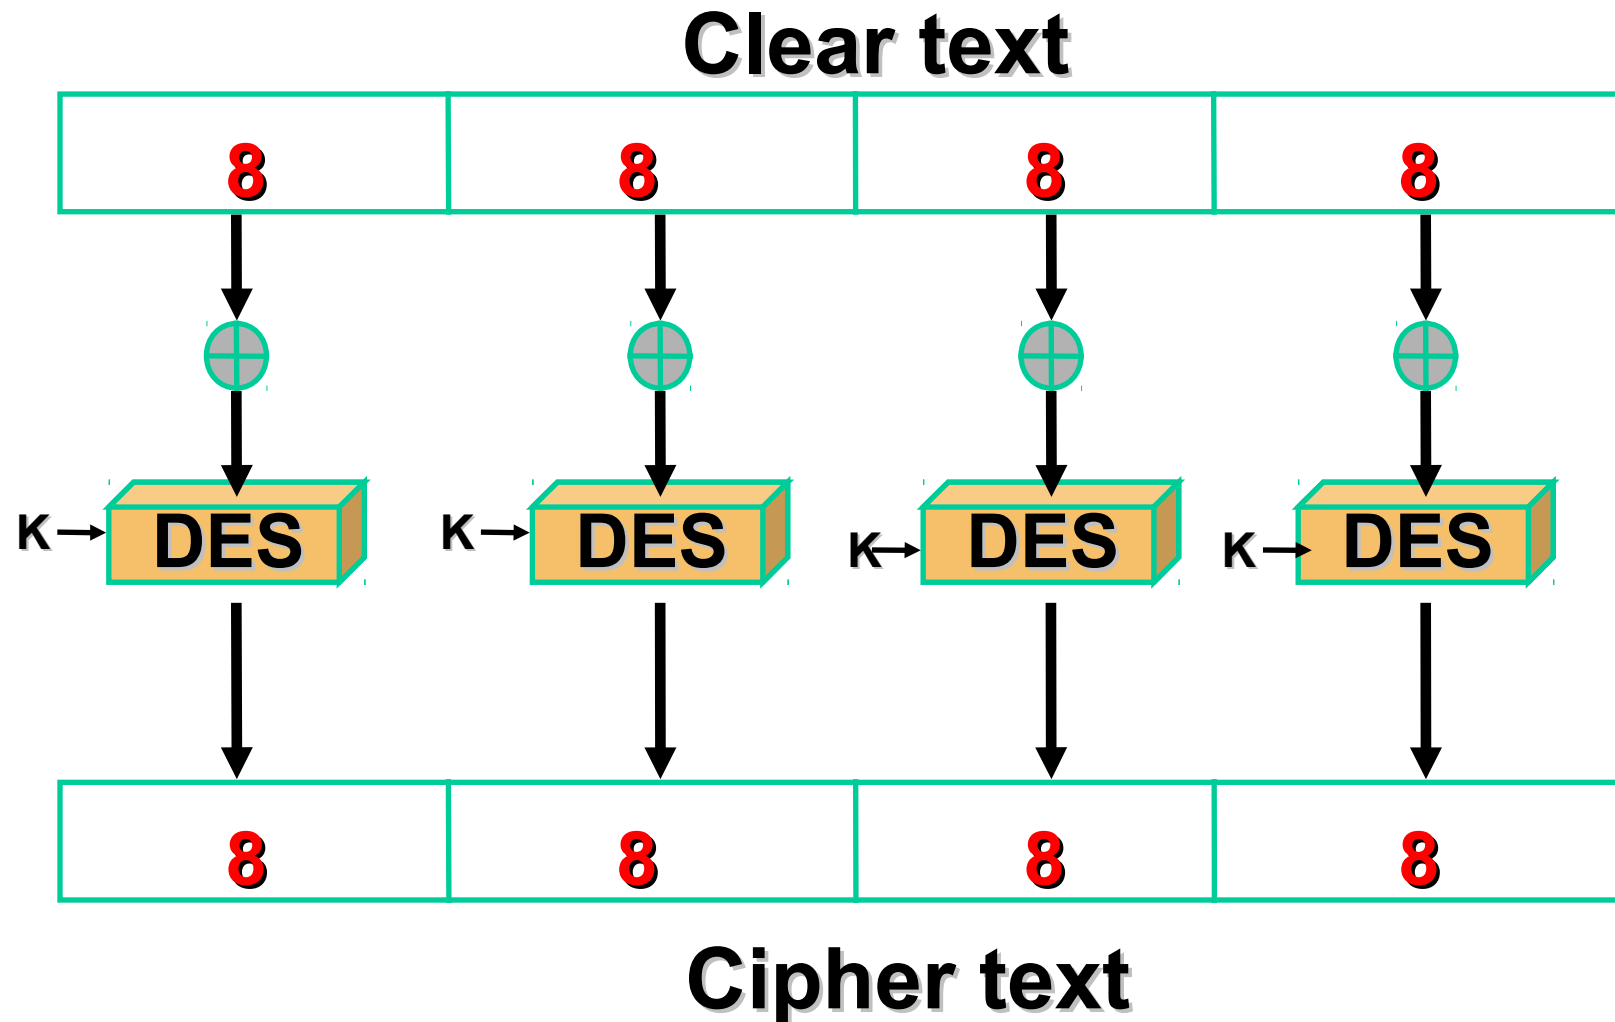 Clear text
8 8 8 8
K DES K DES K DES K DES
8 8 8 8
Cipher text